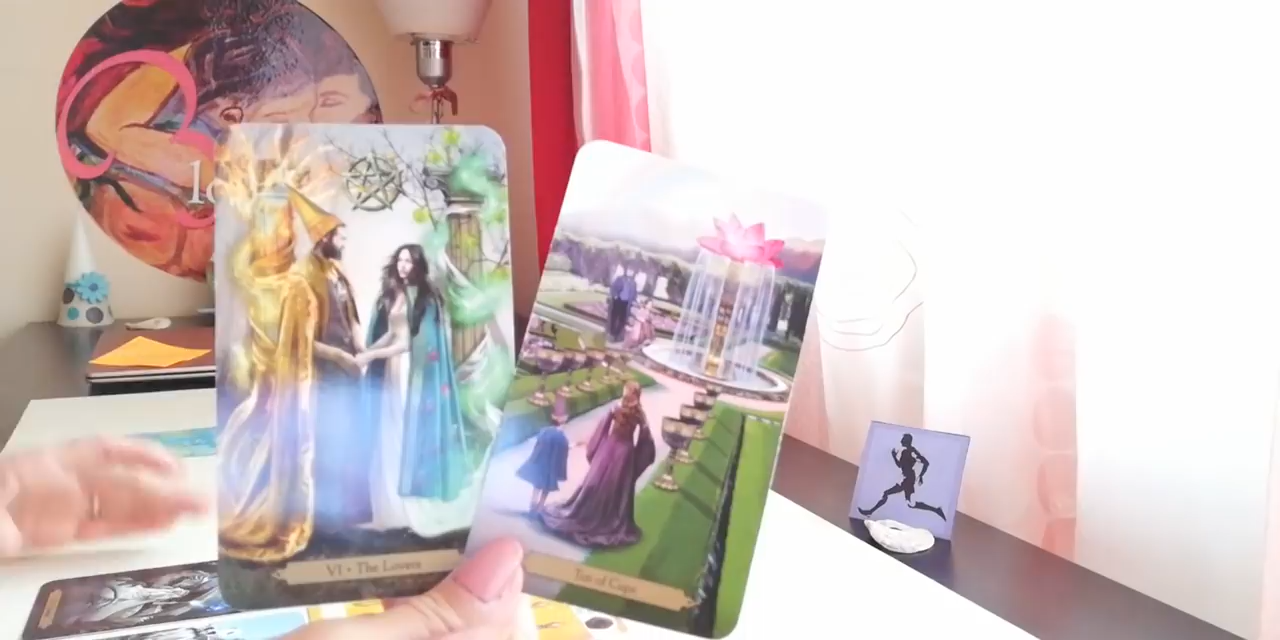 VI • The Lovers
Ten of Cups